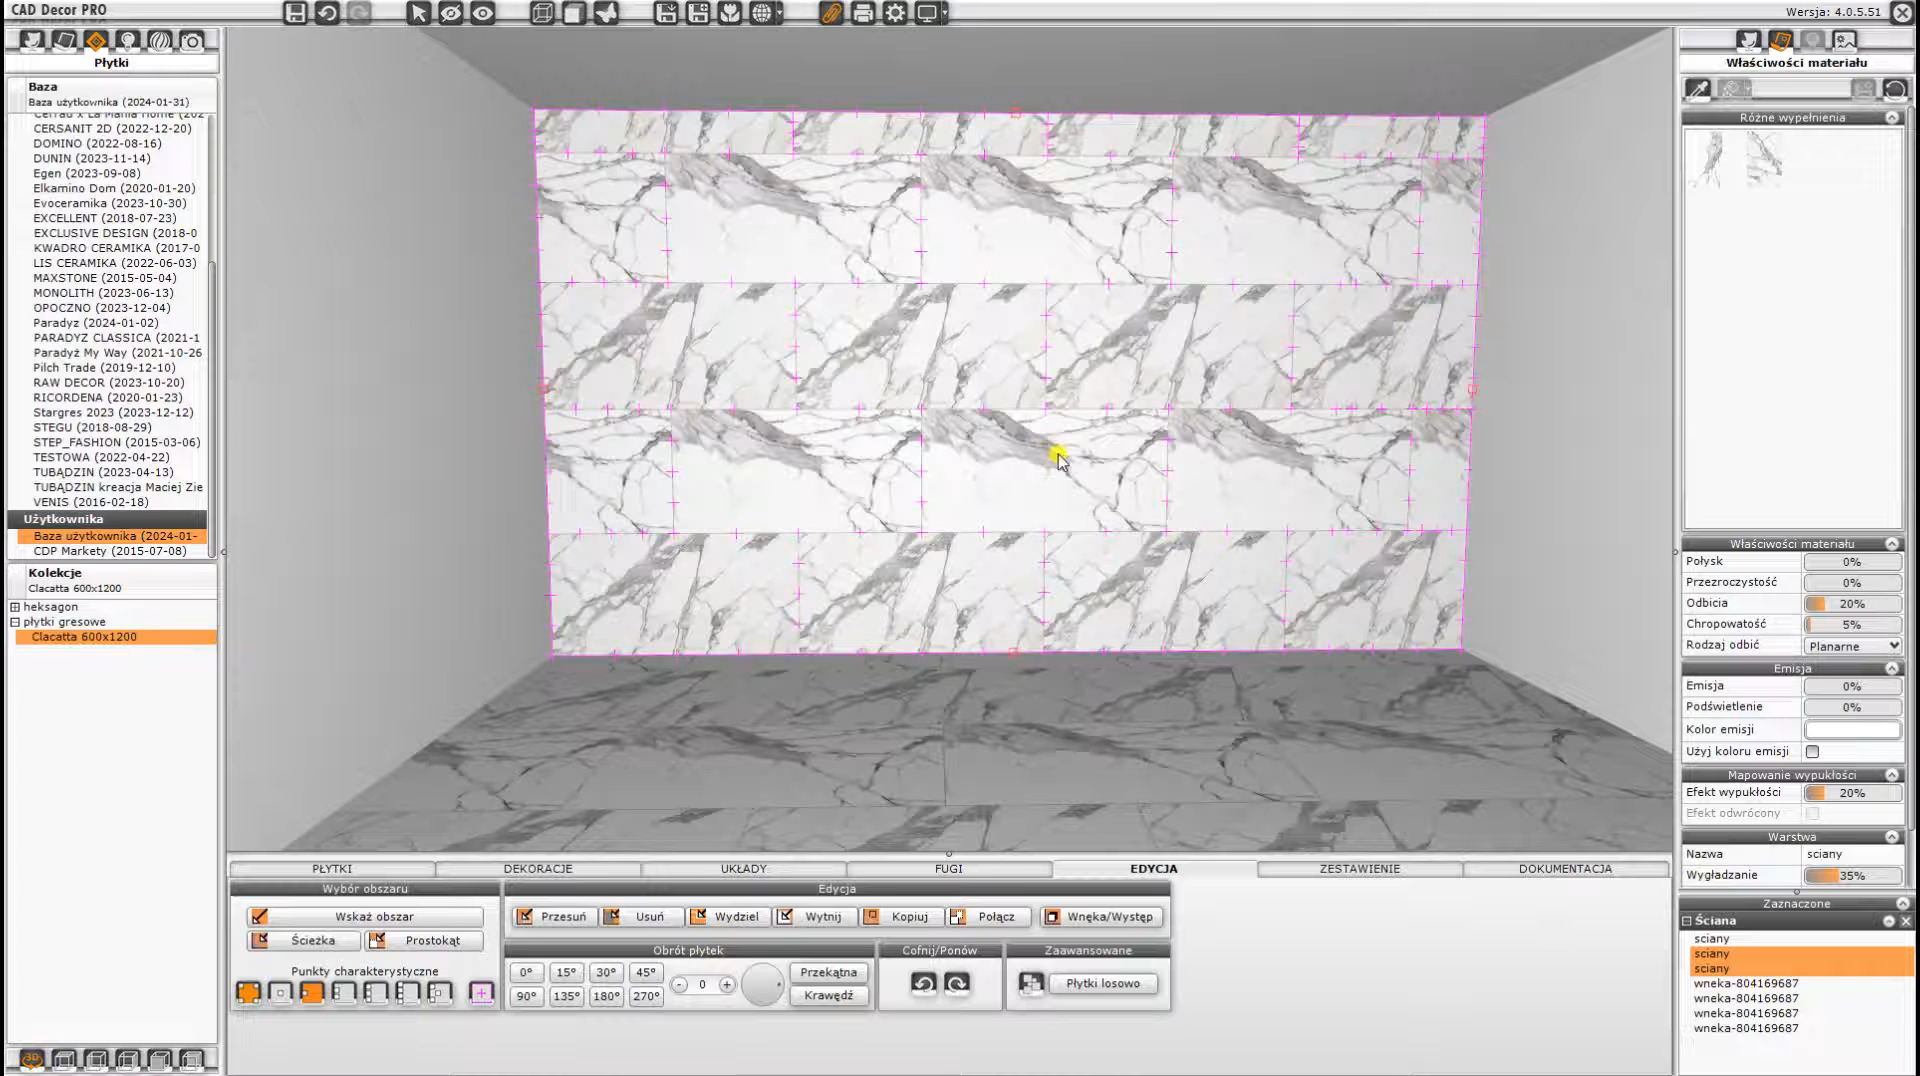 CAD Decor PRO
Wersja: 4.0.5.51
Płytki
Baza
Baza użytkownika (2024-01-31)
Cerrad x La Mania Home (202
CERSANIT 2D (2022-12-20)
DOMINO (2022-08-16)
DUNIN (2023-11-14)
Egen (2023-09-08)
Elkamino Dom (2020-01-20)
Evoceramika (2023-10-30)
EXCELLENT (2018-07-23)
EXCLUSIVE DESIGN (2018-0
KWADRO CERAMIKA (2017-0
LIS CERAMIKA (2022-06-03)
MAXSTONE (2015-05-04)
MONOLITH (2023-06-13)
OPOCZNO (2023-12-04)
Paradyz (2024-01-02)
PARADYZ CLASSICA (2021-1
Paradyż My Way (2021-10-26
Pilch Trade (2019-12-10)
RAW DECOR (2023-10-20)
RICORDENA (2020-01-23)
Stargres 2023 (2023-12-12)
STEGU (2018-08-29)
STEP_FASHION (2015-03-06)
TESTOWA (2022-04-22)
TUBĄDZIN (2023-04-13)
TUBĄDZIN kreacja Maciej Zie
VENIS (2016-02-18)
Użytkownika
Baza użytkownika (2024-01-
CDP Markety (2015-07-08)
Kolekcje
Clacatta 600x1200
heksagon
płytki gresowe
Clacatta 600x1200
3D
PŁYTKI
DEKORACJE
UKŁADY
FUGI
EDYCJA
ZESTAWIENIE
DOKUMENTACJA
Wybór obszaru
Wskaż obszar
Ścieżka
Prostokąt
Punkty charakterystyczne
Edycja
Przesuń
Usuń
Wydziel
Wytnij
Kopiuj
Połącz
Wnęka/Występ
Obrót płytek
0° 15° 30° 45°
90° 135° 180° 270°
- 0 +
Przekątna
Krawędź
Cofnij/Ponów
Zaawansowane
Płytki losowo
Właściwości materiału
Różne wypełnienia
Właściwości materiału
Połysk 0%
Przezroczystość 0%
Odbicia 20%
Chropowatość 5%
Rodzaj odbić Planarne
Emisja
Emisja 0%
Podświetlenie 0%
Kolor emisji
Użyj koloru emisji
Mapowanie wypukłości
Efekt wypukłości 20%
Efekt odwrócony
Warstwa
Nazwa sciany
Wygładzanie 35%
Zaznaczone
Ściana
sciany
sciany
sciany
wneka-804169687
wneka-804169687
wneka-804169687
wneka-804169687